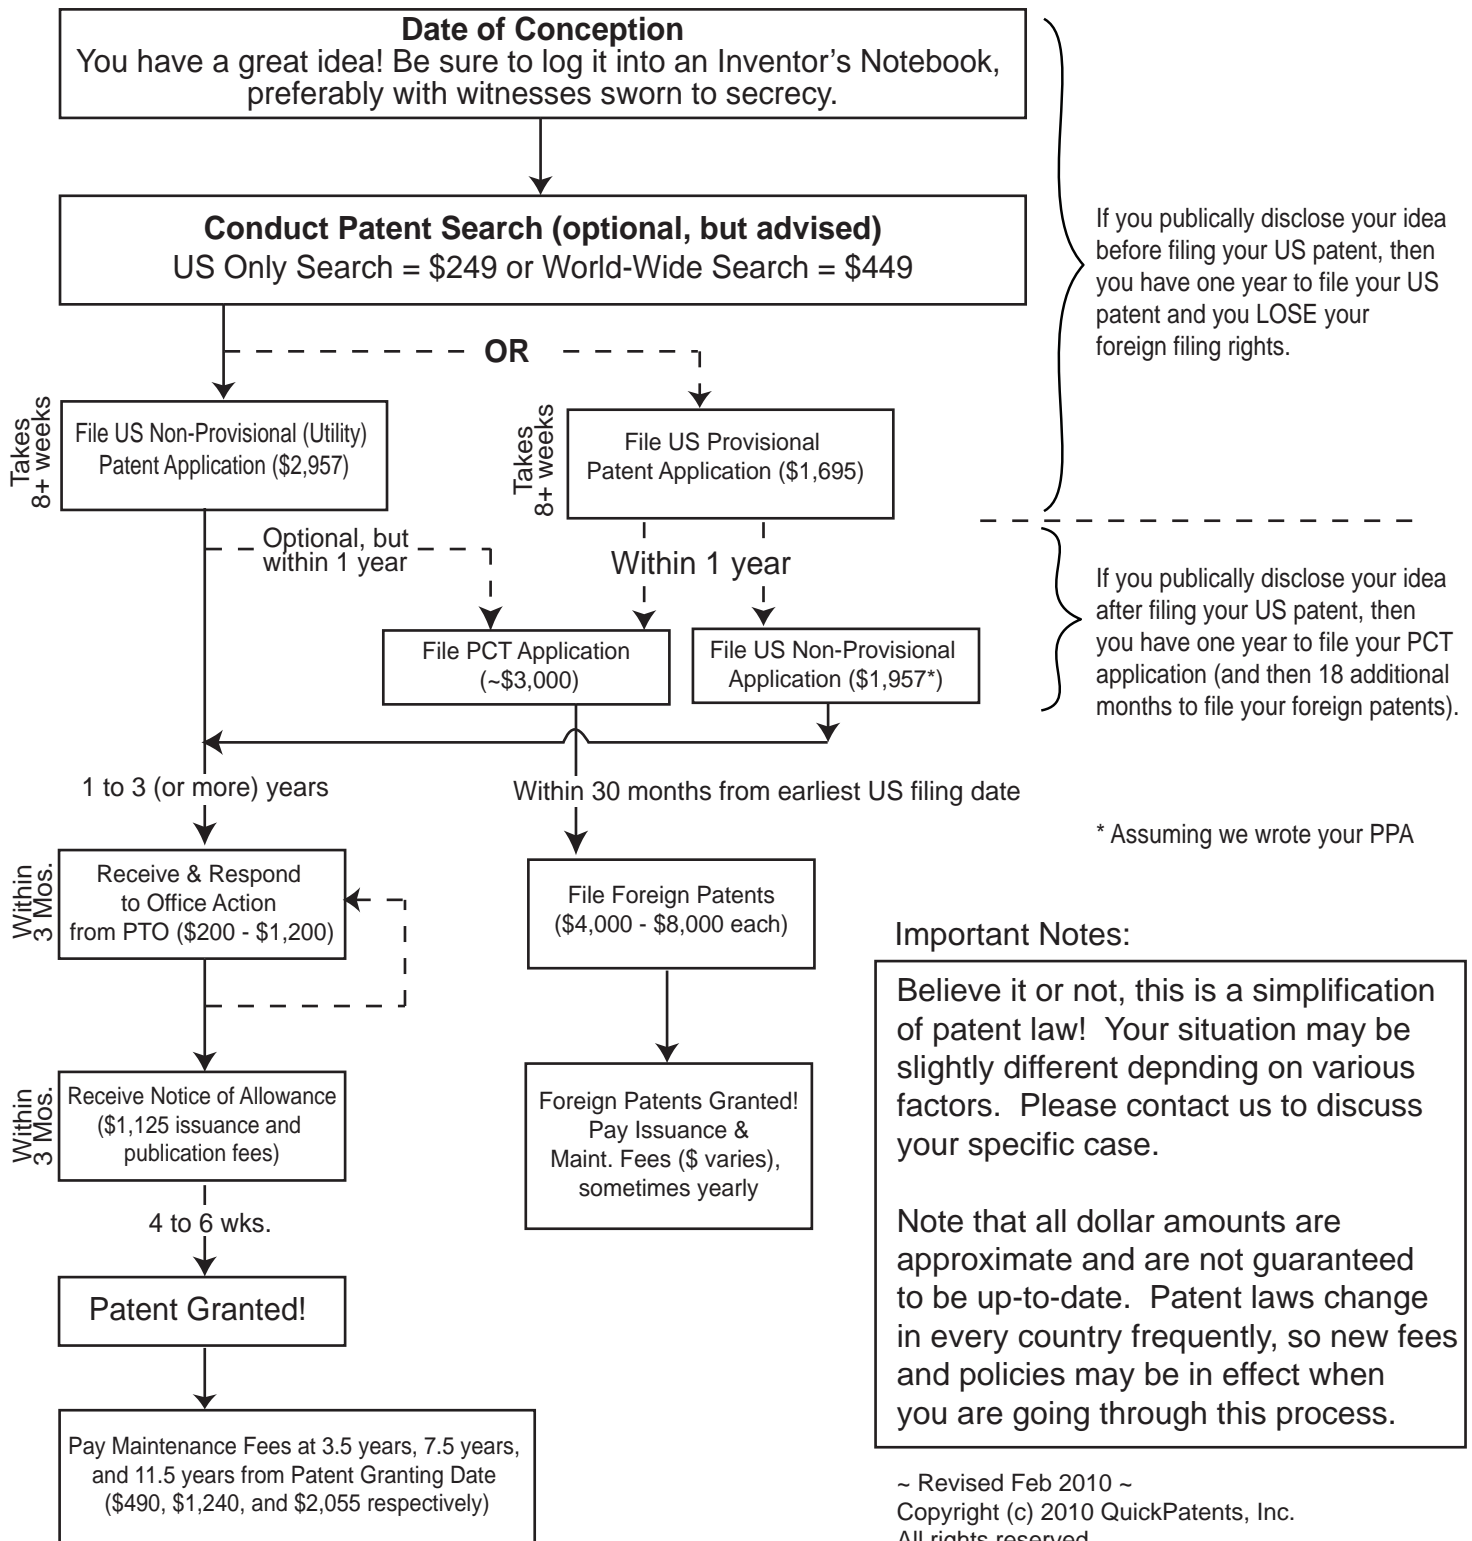 Date of Conception
You have a great idea! Be sure to log it into an Inventor's Notebook,
preferably with witnesses sworn to secrecy.
Conduct Patent Search (optional, but advised)
US Only Search = $249 or World-Wide Search = $449
If you publically disclose your idea
before filing your US patent, then
you have one year to file your US
patent and you LOSE your
foreign filing rights.
OR
Takes
8+ weeks
File US Non-Provisional (Utility)
Patent Application ($2,957)
Takes
8+ weeks
File US Provisional
Patent Application ($1,695)
Optional, but
within 1 year
Within 1 year
If you publically disclose your idea
after filing your US patent, then
you have one year to file your PCT
application (and then 18 additional
months to file your foreign patents).
File PCT Application
(~$3,000)
File US Non-Provisional
Application ($1,957*)
1 to 3 (or more) years
Within 30 months from earliest US filing date
* Assuming we wrote your PPA
Within
3 Mos.
Receive & Respond
to Office Action
from PTO ($200 - $1,200)
File Foreign Patents
($4,000 - $8,000 each)
Important Notes:
Believe it or not, this is a simplification
of patent law! Your situation may be
slightly different depnding on various
factors. Please contact us to discuss
your specific case.
Note that all dollar amounts are
approximate and are not guaranteed
to be up-to-date. Patent laws change
in every country frequently, so new fees
and policies may be in effect when
you are going through this process.
Within
3 Mos.
Receive Notice of Allowance
($1,125 issuance and
publication fees)
Foreign Patents Granted!
Pay Issuance &
Maint. Fees ($ varies),
sometimes yearly
4 to 6 wks.
Patent Granted!
Pay Maintenance Fees at 3.5 years, 7.5 years,
and 11.5 years from Patent Granting Date
($490, $1,240, and $2,055 respectively)
~ Revised Feb 2010 ~
Copyright (c) 2010 QuickPatents, Inc.
All rights reserved